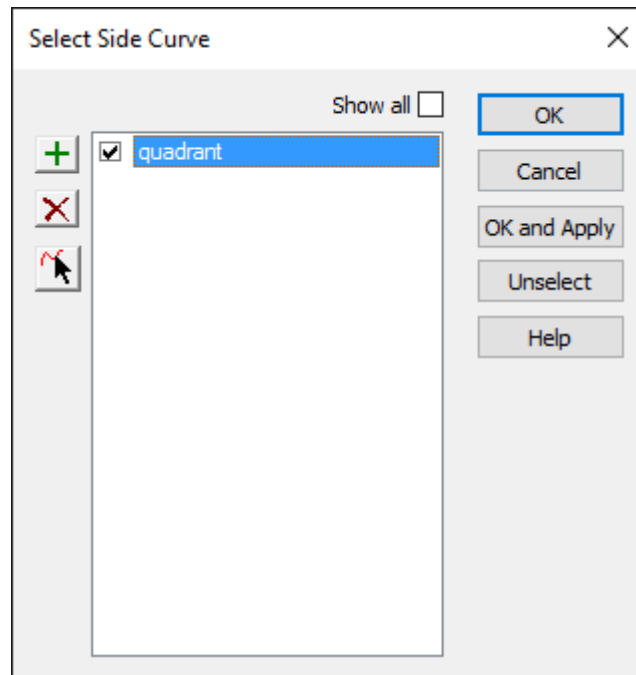 Select Side Curve
Show all
quadrant
OK
Cancel
OK and Apply
Unselect
Help